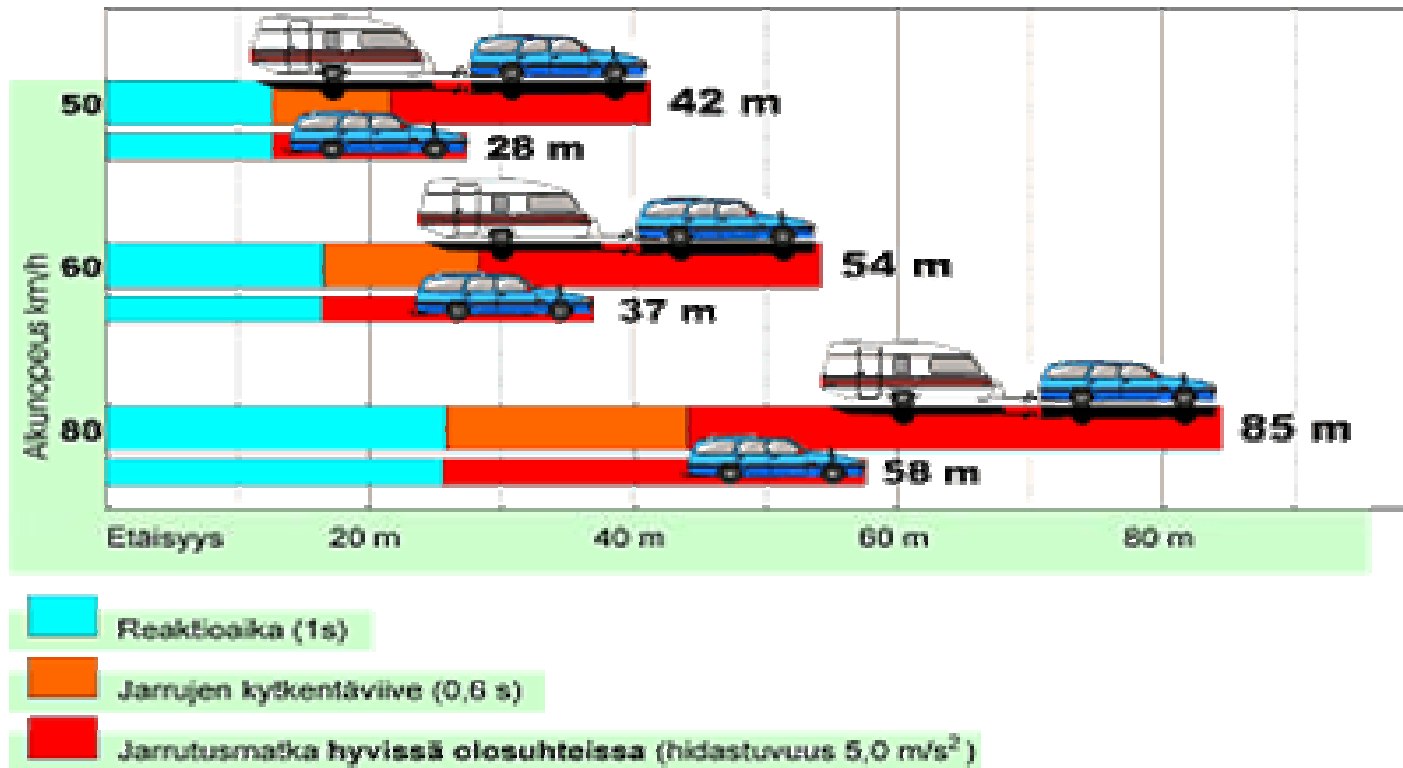 50
42 m
28 m
60
54 m
37 m
80
85 m
58 m
Alkunopeus km/h
Etäisyys 20 m 40 m 60 m 80 m
Reaktioaika (1s)
Jarrujen kytkentäviive (0,6 s)
Jarrutusmatka hyvissä olosuhteissa (hidastuvuus 5,0 m/s²)